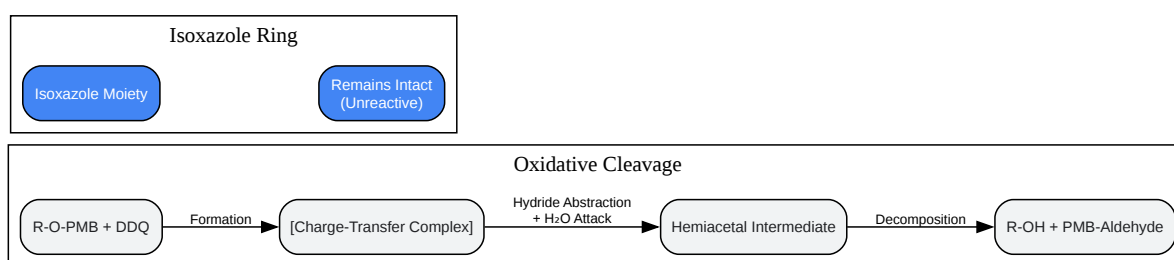 Isoxazole Ring
Isoxazole Moiety
Remains Intact
(Unreactive)
Oxidative Cleavage
R-O-PMB + DDQ
Formation
[Charge-Transfer Complex]
Hydride Abstraction
+ H₂O Attack
Hemiacetal Intermediate
Decomposition
R-OH + PMB-Aldehyde